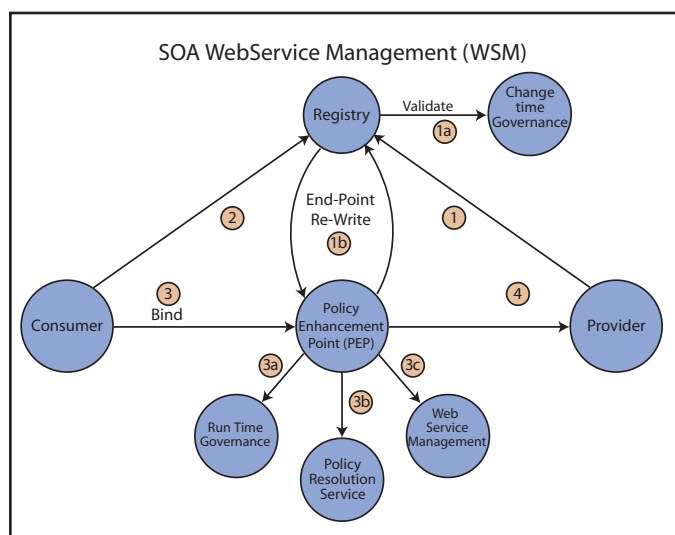 SOA WebService Management (WSM)
Registry
Validate
1a
Change
time
Governance
2
End-Point
Re-Write
1b
1
Consumer
3
Bind
Policy
Enhancement
Point (PEP)
4
Provider
3a
3b
3c
Run Time
Governance
Policy
Resolution
Service
Web
Service
Management